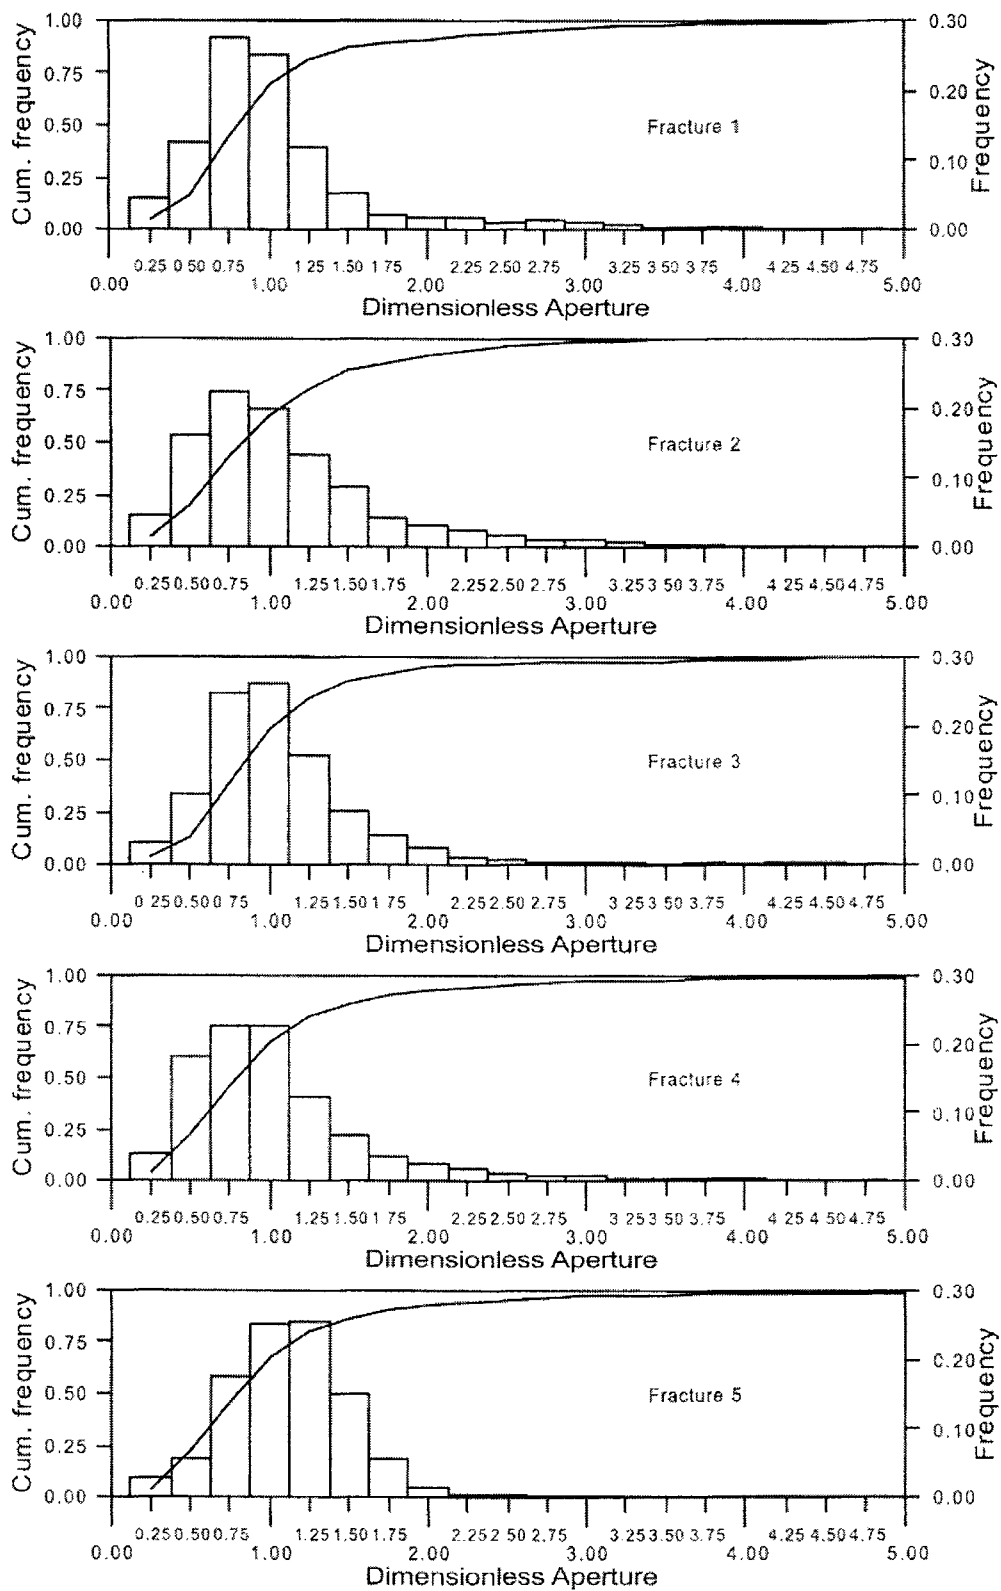 1.00 0.30
0.75
0.20
0.50 Fracture 1
0.10
0.25
0.00 0.00
Cum. frequency
Frequency
0.25 0.50 0.75 1.25 1.50 1.75 2.25 2.50 2.75 3.25 3 50 3.75 4 25 4.50 4.75
0.00 1.00 2.00 3.00 4.00 5.00
Dimensionless Aperture
1.00 0.30
0.75
0.20
0.50 Fracture 2
0.10
0.25
0.00 0.00
Cum. frequency
Frequency
0.25 0.50 0.75 1.25 1.50 1.75 2.25 2.50 2.75 3.25 3 50 3.75 4 25 4.50 4.75
0.00 1.00 2.00 3.00 4.00 5.00
Dimensionless Aperture
1.00 0.30
0.75
0.20
0.50 Fracture 3
0.10
0.25
0.00 0.00
Cum. frequency
Frequency
0 25 0.50 0 75 1.25 1.50 1.75 2.25 2.50 2.75 3 25 3 50 3.75 4.25 4.50 4.75
0.00 1.00 2.00 3.00 4.00 5.00
Dimensionless Aperture
1.00 0.30
0.75
0.20
0.50 Fracture 4
0.10
0.25
0.00 0.00
Cum. frequency
Frequency
0.25 0.50 0.75 1.25 1.50 1 75 2.25 2.50 2.75 3 25 3 50 3.75 4 25 4 50 4.75
0.00 1.00 2.00 3.00 4.00 5.00
Dimensionless Aperture
1.00 0.30
0.75
0.20
0.50 Fracture 5
0.10
0.25
0.00 0.00
Cum. frequency
Frequency
0.25 0.50 0.75 1.25 1.50 1.75 2.25 2 50 2.75 3.25 3.50 3.75 4.25 4.50 4.75
0.00 1.00 2.00 3.00 4.00 5.00
Dimensionless Aperture